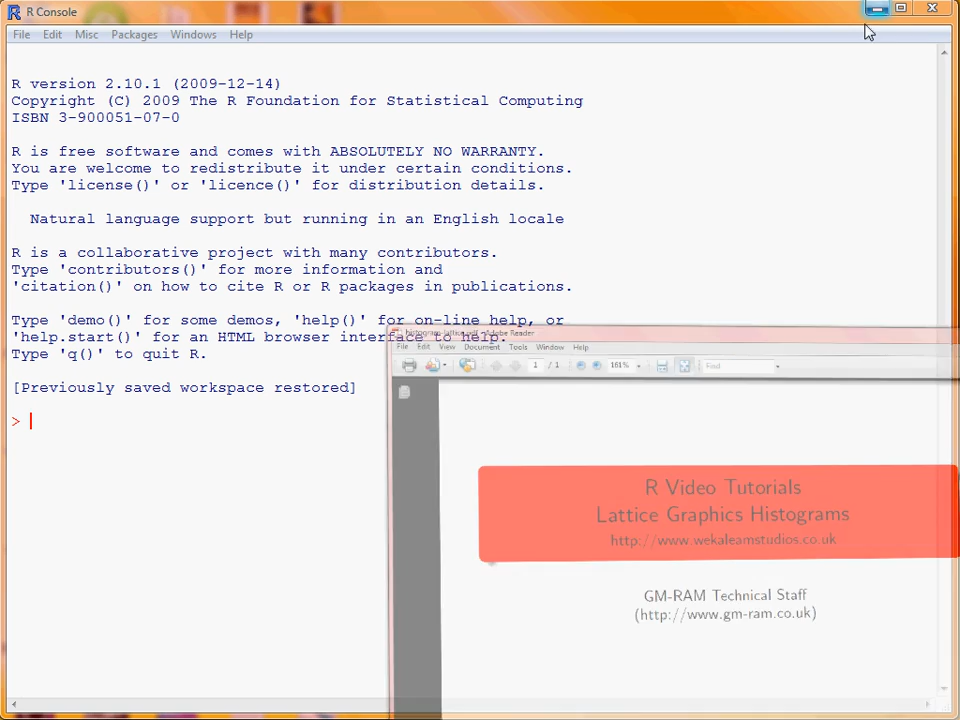 R Console
File Edit Misc Packages Windows Help
R version 2.10.1 (2009-12-14)
Copyright (C) 2009 The R Foundation for Statistical Computing
ISBN 3-900051-07-0
R is free software and comes with ABSOLUTELY NO WARRANTY.
You are welcome to redistribute it under certain conditions.
Type 'license()' or 'licence()' for distribution details.
Natural language support but running in an English locale
R is a collaborative project with many contributors.
Type 'contributors()' for more information and
'citation()' on how to cite R or R packages in publications.
Type 'demo()' for some demos, 'help()' for on-line help, or
'help.start()' for an HTML browser interface to help.
Type 'q()' to quit R.
[Previously saved workspace restored]
>
histogram-lattice.pdf - Adobe Reader
File Edit View Document Tools Window Help
1 / 1 161% Find
R Video Tutorials
Lattice Graphics Histograms
http://www.wekaleamstudios.co.uk
GM-RAM Technical Staff
(http://www.gm-ram.co.uk)